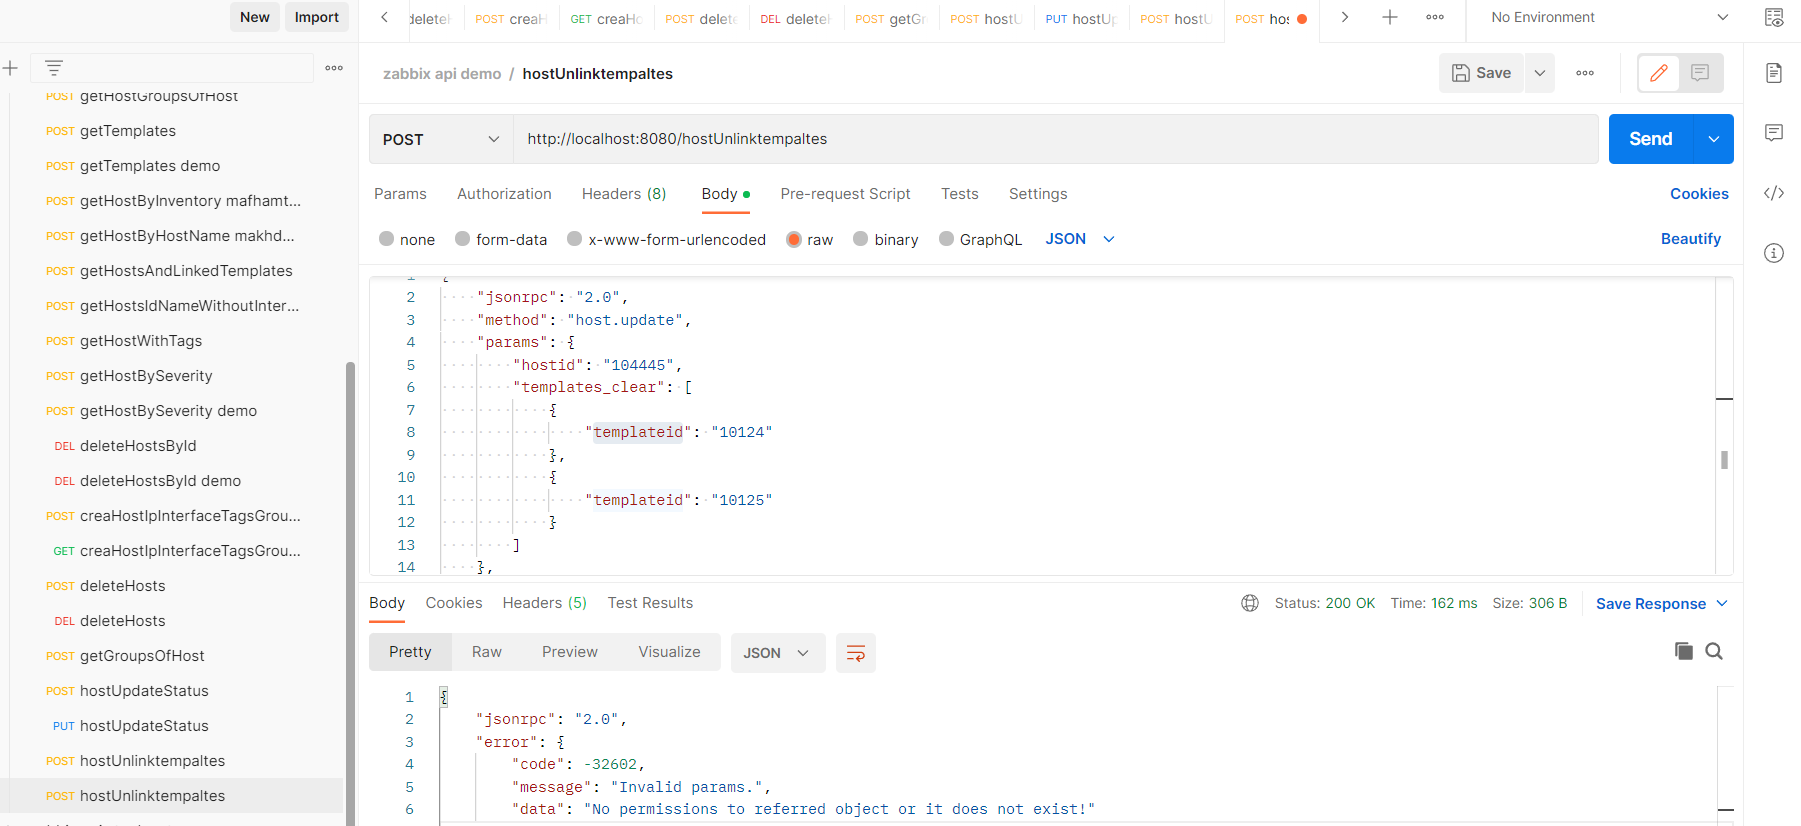 New
Import
delete
POST creaH
GET creaHo
POST delete
DEL delete
POST getGr
POST hostU
PUT hostUp
POST hostU
POST hos
No Environment
zabbix api demo / hostUnlinktempaltes
Save
POST
http://localhost:8080/hostUnlinktempaltes
Send
Params
Authorization
Headers (8)
Body
Pre-request Script
Tests
Settings
Cookies
none
form-data
x-www-form-urlencoded
raw
binary
GraphQL
JSON
Beautify
POST getHostGroupsOfHost
POST getTemplates
POST getTemplates demo
POST getHostByInventory mafhamt...
POST getHostByHostName makhd...
POST getHostsAndLinkedTemplates
POST getHostsIdNameWithoutInter...
POST getHostWithTags
POST getHostBySeverity
POST getHostBySeverity demo
DEL deleteHostsById
DEL deleteHostsById demo
POST creaHostIpInterfaceTagsGrou...
GET creaHostIpInterfaceTagsGrou...
POST deleteHosts
DEL deleteHosts
POST getGroupsOfHost
POST hostUpdateStatus
PUT hostUpdateStatus
POST hostUnlinktempaltes
POST hostUnlinktempaltes
1 {
2 "jsonrpc": "2.0",
3 "method": "host.update",
4 "params": {
5 "hostid": "104445",
6 "templates_clear": [
7 {
8 "templateid": "10124"
9 },
10 {
11 "templateid": "10125"
12 }
13 ]
14 },
Body
Cookies
Headers (5)
Test Results
Status: 200 OK
Time: 162 ms
Size: 306 B
Save Response
Pretty
Raw
Preview
Visualize
JSON
1 {
2 "jsonrpc": "2.0",
3 "error": {
4 "code": -32602,
5 "message": "Invalid params.",
6 "data": "No permissions to referred object or it does not exist!"